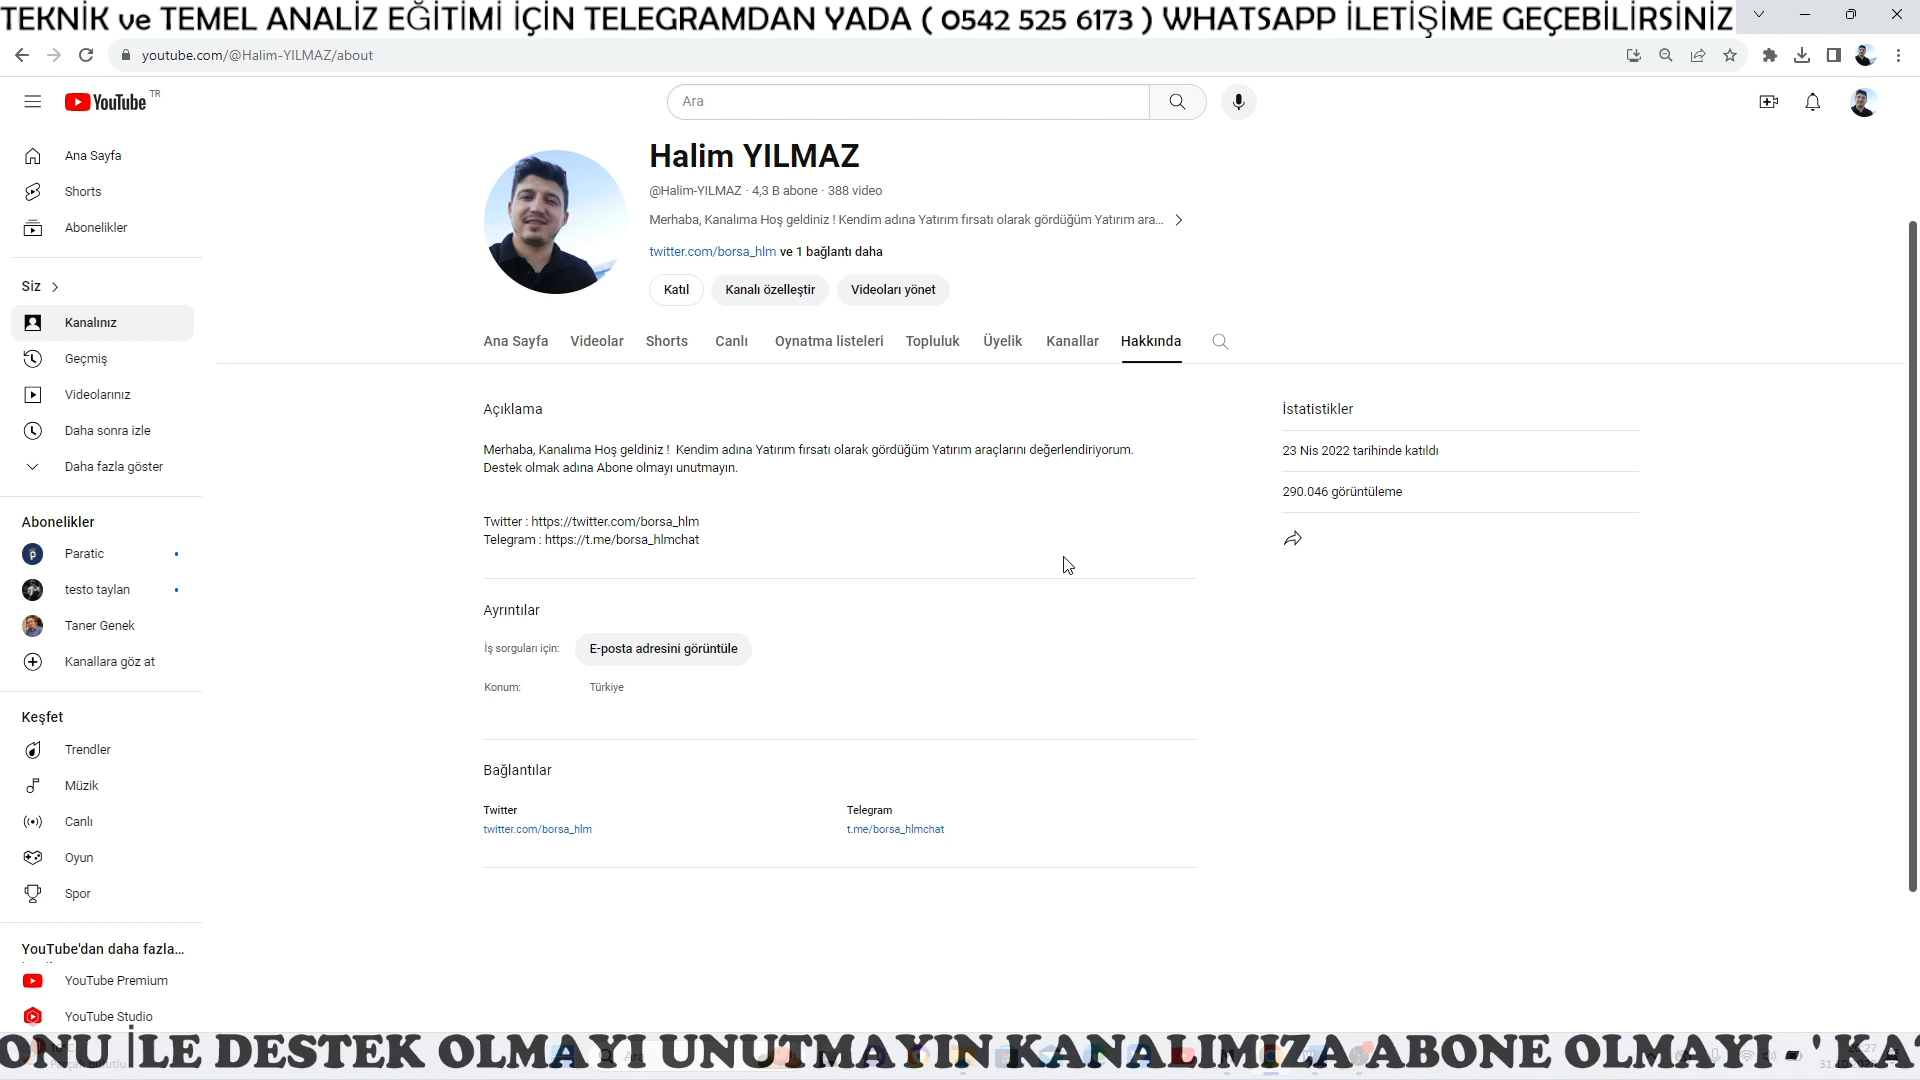 TEKNİK ve TEMEL ANALİZ EĞİTİMİ İÇİN TELEGRAMDAN YADA ( 0542 525 6173 ) WHATSAPP İLETİŞİME GEÇEBİLİRSİNİZ
youtube.com/@Halim-YILMAZ/about
YouTube TR
Ara
Ana Sayfa
Shorts
Abonelikler
Siz
Kanalınız
Geçmiş
Videolarınız
Daha sonra izle
Daha fazla göster
Abonelikler
Paratic
testo taylan
Taner Genek
Kanallara göz at
Keşfet
Trendler
Müzik
Canlı
Oyun
Spor
YouTube'dan daha fazla...
YouTube Premium
YouTube Studio
Halim YILMAZ
@Halim-YILMAZ · 4,3 B abone · 388 video
Merhaba, Kanalıma Hoş geldiniz ! Kendim adına Yatırım fırsatı olarak gördüğüm Yatırım ara...
twitter.com/borsa_hlm ve 1 bağlantı daha
Katıl Kanalı özelleştir Videoları yönet
Ana Sayfa Videolar Shorts Canlı Oynatma listeleri Topluluk Üyelik Kanallar Hakkında
Açıklama
Merhaba, Kanalıma Hoş geldiniz ! Kendim adına Yatırım fırsatı olarak gördüğüm Yatırım araçlarını değerlendiriyorum.
Destek olmak adına Abone olmayı unutmayın.
Twitter : https://twitter.com/borsa_hlm
Telegram : https://t.me/borsa_hlmchat
Ayrıntılar
İş sorguları için: E-posta adresini görüntüle
Konum: Türkiye
Bağlantılar
Twitter
twitter.com/borsa_hlm
Telegram
t.me/borsa_hlmchat
İstatistikler
23 Nis 2022 tarihinde katıldı
290.046 görüntüleme
ONU İLE DESTEK OLMAYI UNUTMAYIN KANALIMIZA ABONE OLMAYI ' KA